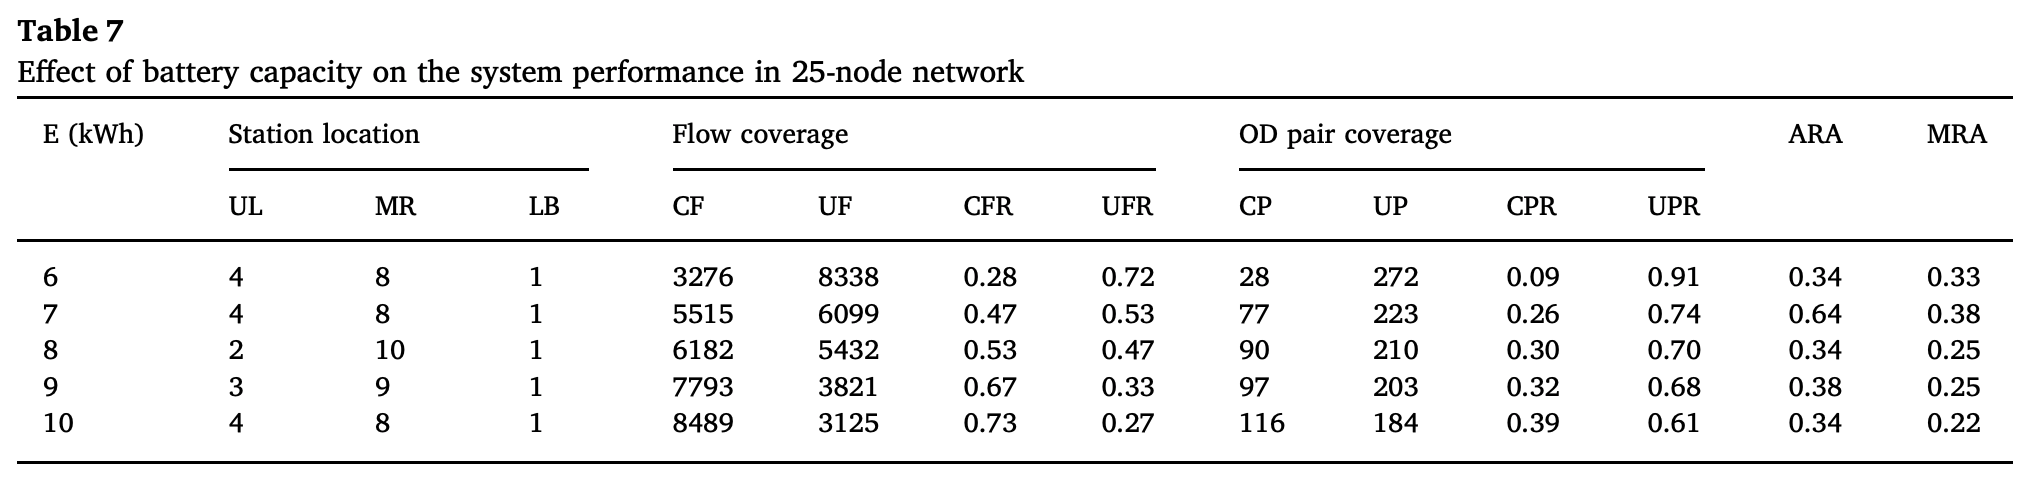 Table 7
Effect of battery capacity on the system performance in 25-node network
E (kWh) Station location Flow coverage OD pair coverage ARA MRA
UL MR LB CF UF CFR UFR CP UP CPR UPR
6 4 8 1 3276 8338 0.28 0.72 28 272 0.09 0.91 0.34 0.33
7 4 8 1 5515 6099 0.47 0.53 77 223 0.26 0.74 0.64 0.38
8 2 10 1 6182 5432 0.53 0.47 90 210 0.30 0.70 0.34 0.25
9 3 9 1 7793 3821 0.67 0.33 97 203 0.32 0.68 0.38 0.25
10 4 8 1 8489 3125 0.73 0.27 116 184 0.39 0.61 0.34 0.22